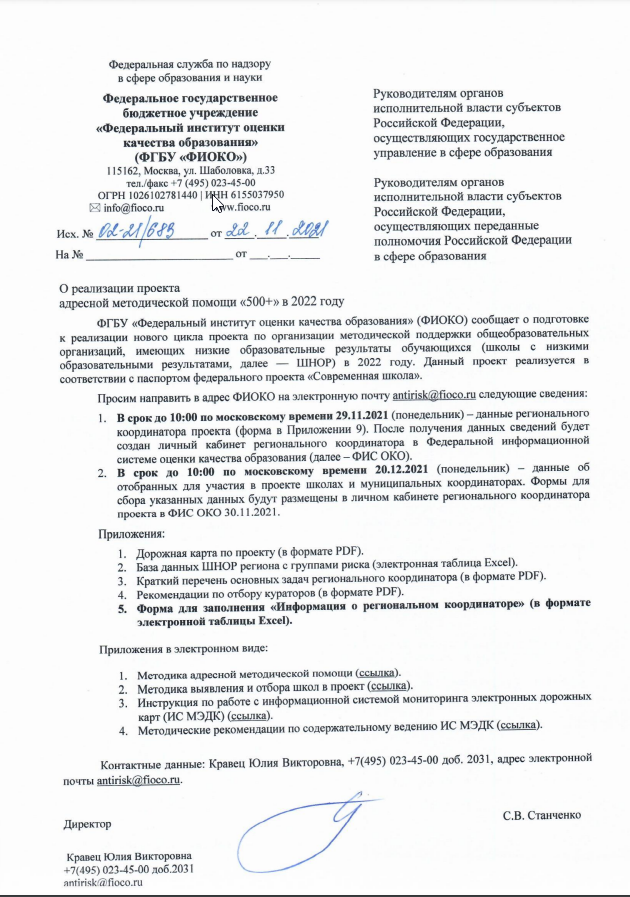 Федеральная служба по надзору
в сфере образования и науки
Федеральное государственное
бюджетное учреждение
«Федеральный институт оценки
качества образования»
(ФГБУ «ФИОКО»)
115162, Москва, ул. Шаболовка, д.33
тел./факс +7 (495) 023-45-00
ОГРН 1026102781440 | ИНН 6155037950
info@fioco.ru www.fioco.ru
Исх. № 02-21/683 от 22.11.2021
На № от
Руководителям органов
исполнительной власти субъектов
Российской Федерации,
осуществляющих государственное
управление в сфере образования
Руководителям органов
исполнительной власти субъектов
Российской Федерации,
осуществляющих переданные
полномочия Российской Федерации
в сфере образования
О реализации проекта
адресной методической помощи «500+» в 2022 году
ФГБУ «Федеральный институт оценки качества образования» (ФИОКО) сообщает о подготовке
к реализации нового цикла проекта по организации методической поддержки общеобразовательных
организаций, имеющих низкие образовательные результаты обучающихся (школы с низкими
образовательными результатами, далее — ШНОР) в 2022 году. Данный проект реализуется в
соответствии с паспортом федерального проекта «Современная школа».
Просим направить в адрес ФИОКО на электронную почту antirisk@fioco.ru следующие сведения:
1. В срок до 10:00 по московскому времени 29.11.2021 (понедельник) – данные регионального
координатора проекта (форма в Приложении 9). После получения данных сведений будет
создан личный кабинет регионального координатора в Федеральной информационной
системе оценки качества образования (далее – ФИС ОКО).
2. В срок до 10:00 по московскому времени 20.12.2021 (понедельник) – данные об
отобранных для участия в проекте школах и муниципальных координаторах. Формы для
сбора указанных данных будут размещены в личном кабинете регионального координатора
проекта в ФИС ОКО 30.11.2021.
Приложения:
1. Дорожная карта по проекту (в формате PDF).
2. База данных ШНОР региона с группами риска (электронная таблица Excel).
3. Краткий перечень основных задач регионального координатора (в формате PDF).
4. Рекомендации по отбору кураторов (в формате PDF).
5. Форма для заполнения «Информация о региональном координаторе» (в формате
электронной таблицы Excel).
Приложения в электронном виде:
1. Методика адресной методической помощи (ссылка).
2. Методика выявления и отбора школ в проект (ссылка).
3. Инструкция по работе с информационной системой мониторинга электронных дорожных
карт (ИС МЭДК) (ссылка).
4. Методические рекомендации по содержательному ведению ИС МЭДК (ссылка).
Контактные данные: Кравец Юлия Викторовна, +7(495) 023-45-00 доб. 2031, адрес электронной
почты antirisk@fioco.ru.
Директор С.В. Станченко
Кравец Юлия Викторовна
+7(495) 023-45-00 доб.2031
antirisk@fioco.ru